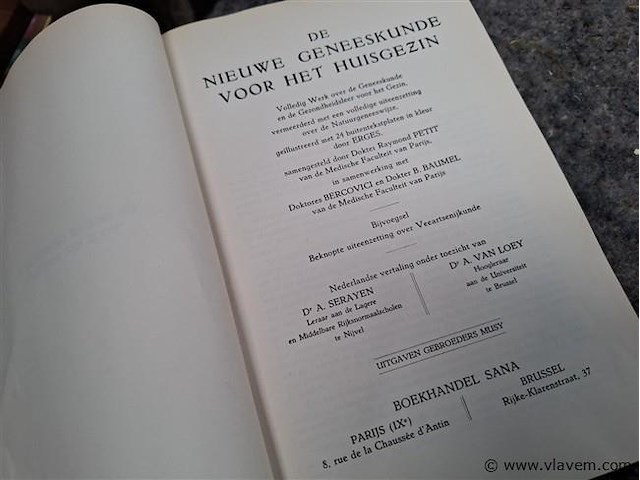 DE
NIEUWE GENEESKUNDE
VOOR HET HUISGEZIN
Volledig Werk over de Geneeskunde
en de Gezondheidsleer voor het Gezin,
vermeerderd met een volledige uiteenzetting
over de Natuurgeneeswijze,
geïllustreerd met 24 buitentekstplaten in kleur
door ERGES.
samengesteld door Dokter Raymond PETIT
van de Medische Faculteit van Parijs,
in samenwerking met
Doktores BERCOVICI en Dokter B. BAUMEL
van de Medische Faculteit van Parijs
Bijvoegsel
Beknopte uiteenzetting over Veeartsenijkunde
Nederlandse vertaling onder toezicht van
Dr A. SERAYEN
Leraar aan de Lagere
en Middelbare Rijksnormaalscholen
te Nijvel
Dr A. VAN LOEY
Hoogleraar
aan de Universiteit
te Brussel
UITGAVEN GEBROEDERS MUSY
BOEKHANDEL SANA
PARIJS (IXe)
8, rue de la Chaussée d'Antin
BRUSSEL
Rijke-Klarenstraat, 37
© www.vlavem.com